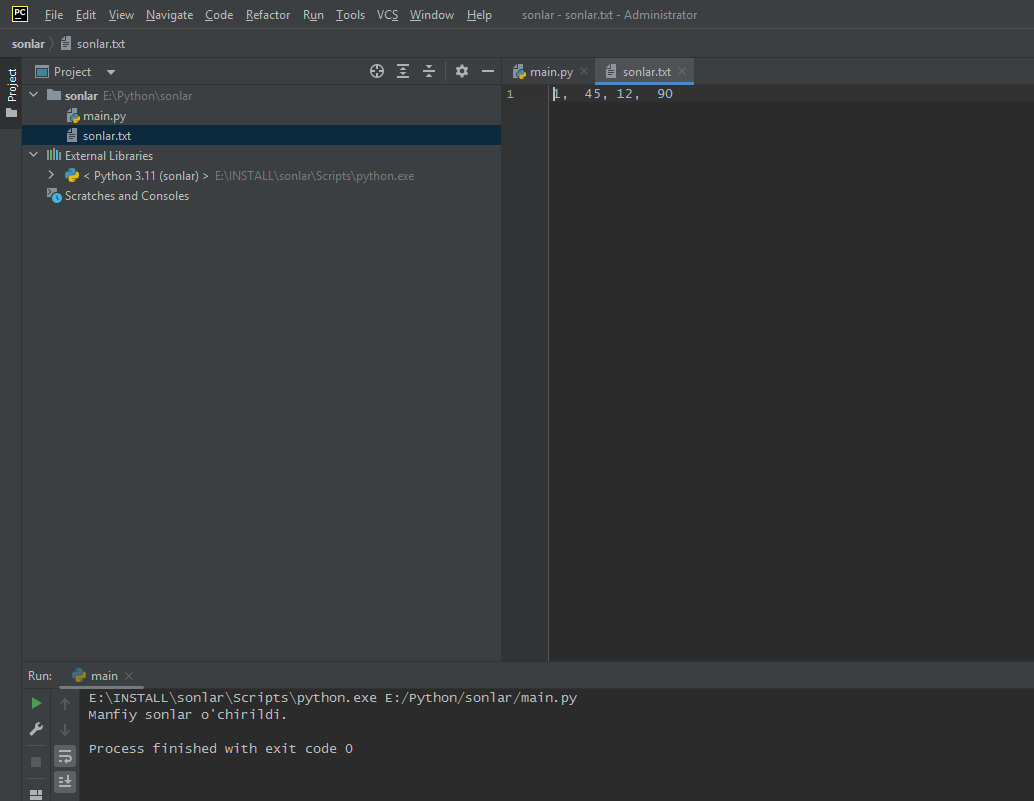 PC File Edit View Navigate Code Refactor Run Tools VCS Window Help sonlar - sonlar.txt - Administrator
sonlar sonlar.txt
Project
Project
main.py
sonlar.txt
sonlar E:\Python\sonlar
main.py
sonlar.txt
External Libraries
< Python 3.11 (sonlar) > E:\INSTALL\sonlar\Scripts\python.exe
Scratches and Consoles
1
1,  45, 12,  90
Run: main
E:\INSTALL\sonlar\Scripts\python.exe E:/Python/sonlar/main.py
Manfiy sonlar o'chirildi.
Process finished with exit code 0